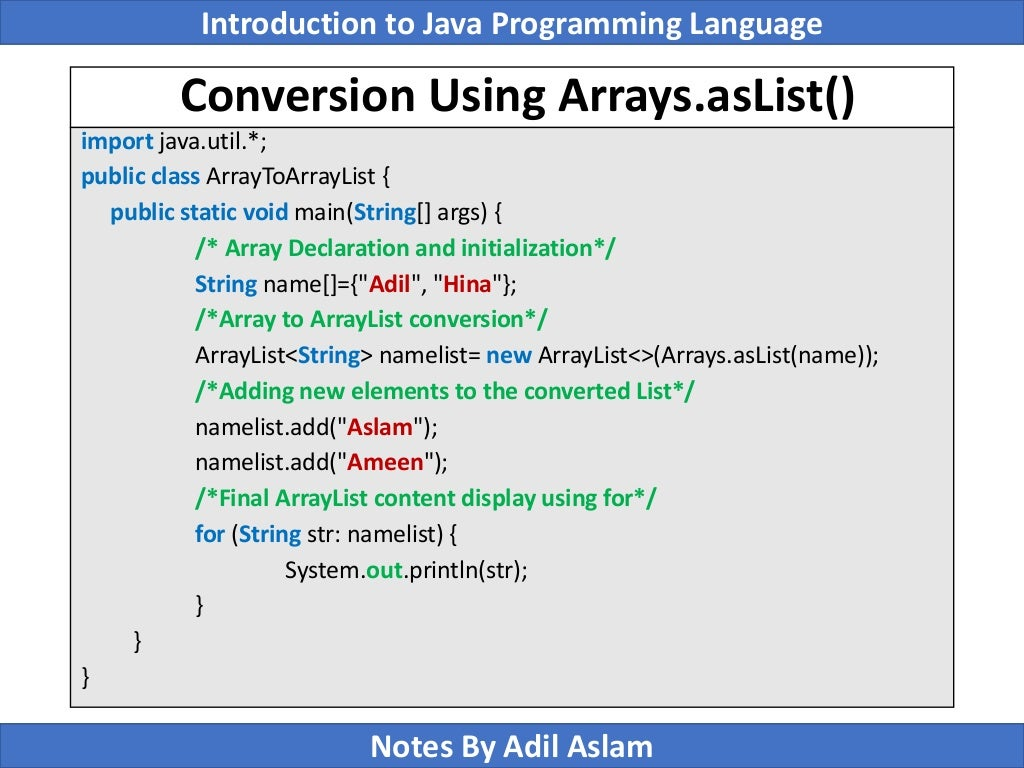 Introduction to Java Programming Language
Conversion Using Arrays.asList()
import java.util.*;
public class ArrayToArrayList {
public static void main(String[] args) {
/* Array Declaration and initialization*/
String name[]={"Adil", "Hina"};
/*Array to ArrayList conversion*/
ArrayList<String> namelist= new ArrayList<>(Arrays.asList(name));
/*Adding new elements to the converted List*/
namelist.add("Aslam");
namelist.add("Ameen");
/*Final ArrayList content display using for*/
for (String str: namelist) {
System.out.println(str);
}
}
}
Notes By Adil Aslam